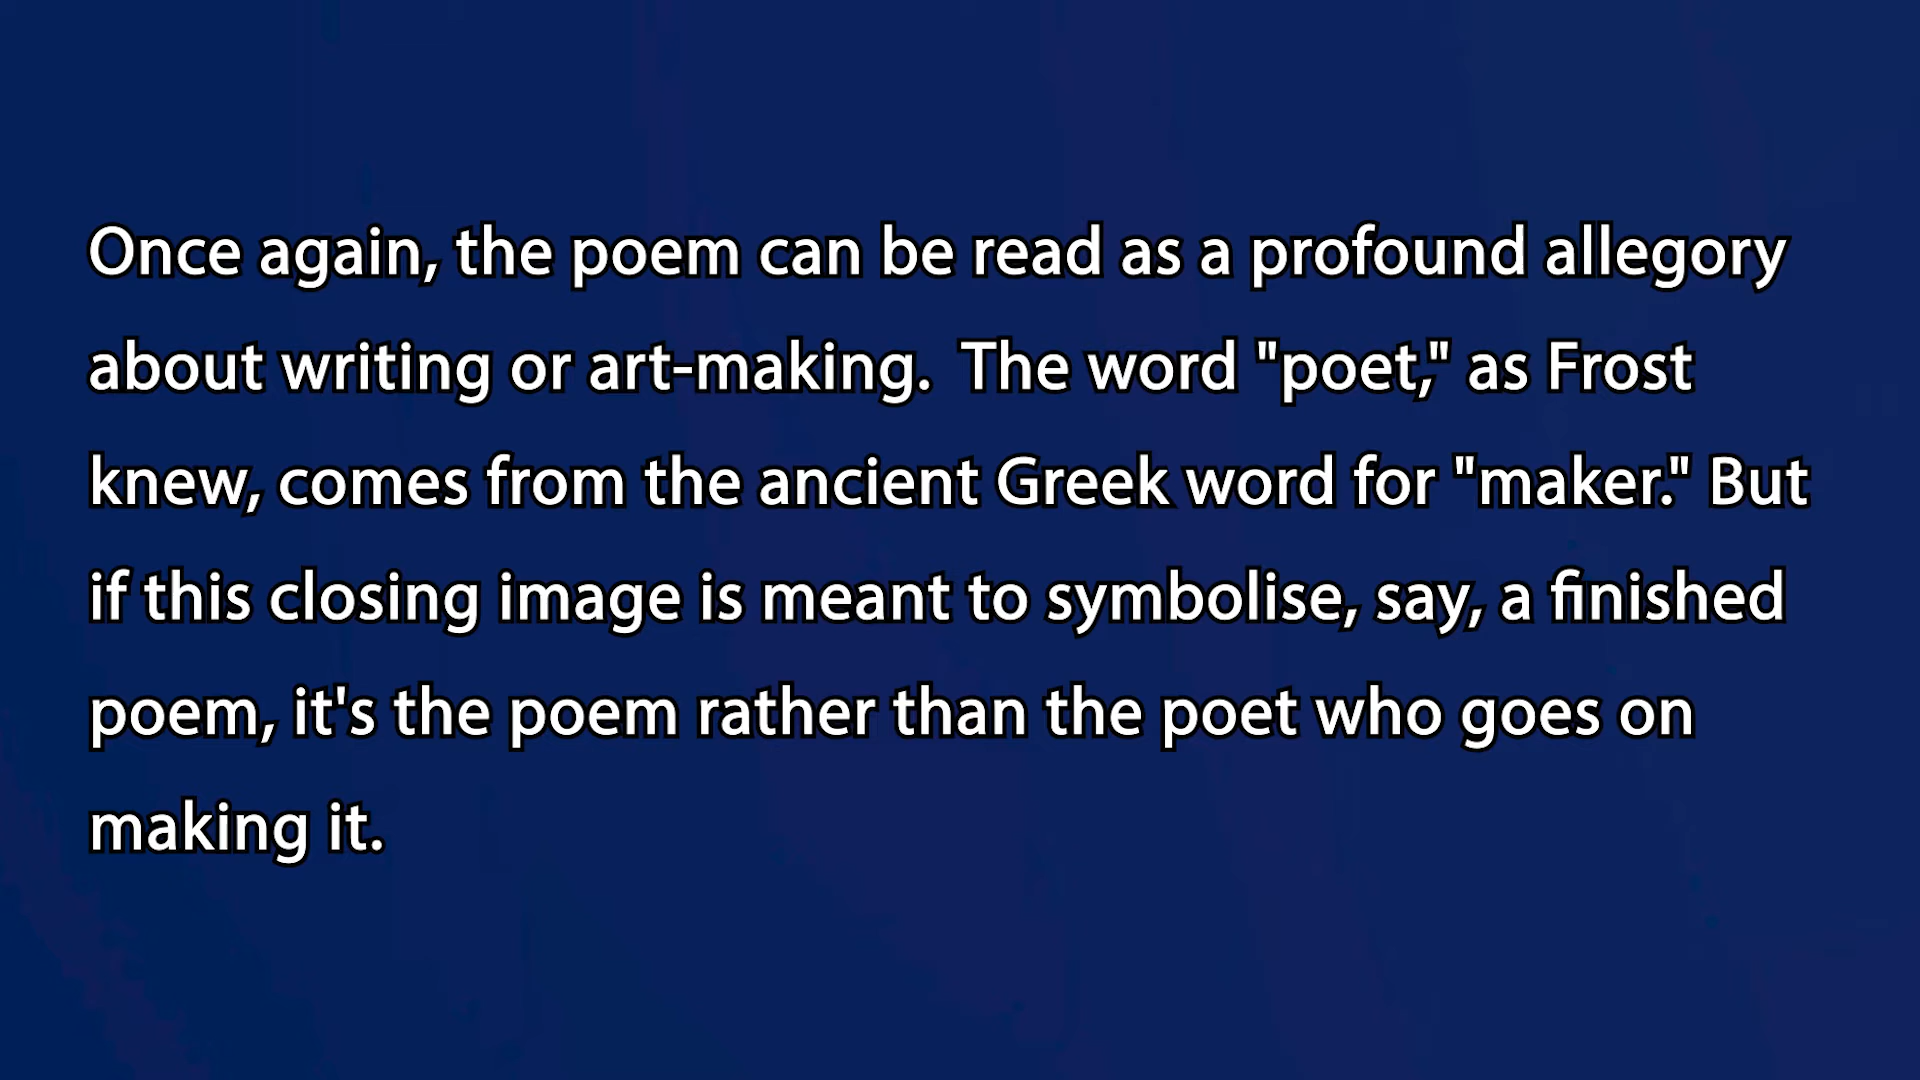 Once again, the poem can be read as a profound allegory
about writing or art-making.  The word "poet," as Frost
knew, comes from the ancient Greek word for "maker." But
if this closing image is meant to symbolise, say, a finished
poem, it's the poem rather than the poet who goes on
making it.